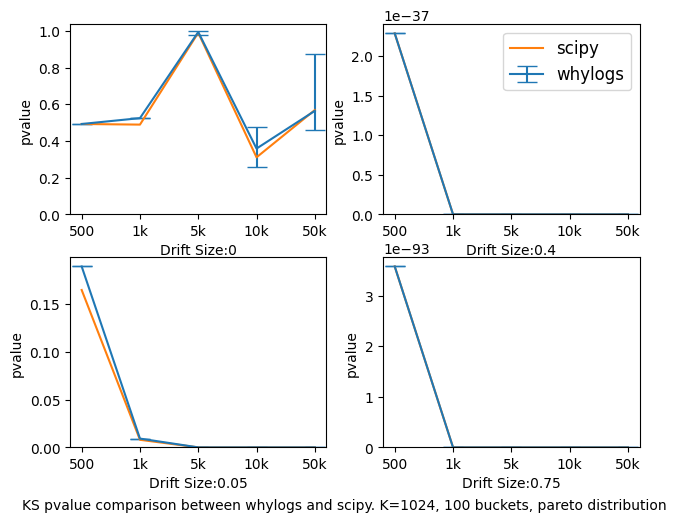 1.0
0.8
0.6
0.4
0.2
0.0
pvalue
500 1k 5k 10k 50k
Drift Size:0
1e−37
2.0
1.5
1.0
0.5
0.0
pvalue
scipy
whylogs
500 1k 5k 10k 50k
Drift Size:0.4
0.15
0.10
0.05
0.00
pvalue
500 1k 5k 10k 50k
Drift Size:0.05
1e−93
3
2
1
0
pvalue
500 1k 5k 10k 50k
Drift Size:0.75
KS pvalue comparison between whylogs and scipy. K=1024, 100 buckets, pareto distribution